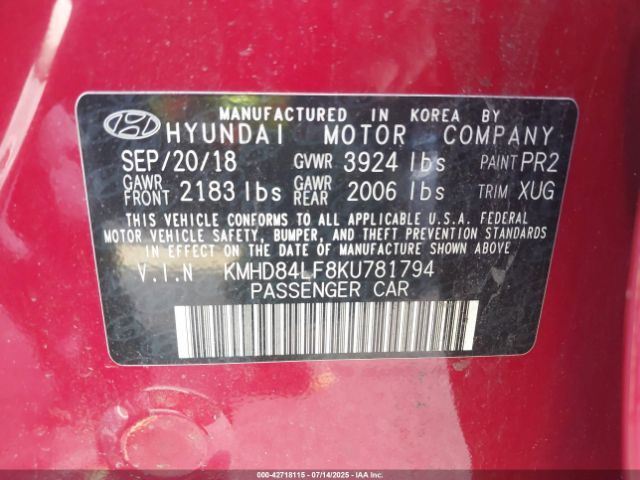 MANUFACTURED IN KOREA BY
HYUNDAI MOTOR COMPANY
SEP/20/18 GVWR 3924 lbs PAINT PR2
GAWR FRONT 2183 lbs GAWR REAR 2006 lbs TRIM XUG
THIS VEHICLE CONFORMS TO ALL APPLICABLE U.S.A. FEDERAL
MOTOR VEHICLE SAFETY, BUMPER, AND THEFT PREVENTION STANDARDS
IN EFFECT ON THE DATE OF MANUFACTURE SHOWN ABOVE.
V.I.N KMHD84LF8KU781794
PASSENGER CAR
000-42718115 - 07/14/2025 - IAAI.COM